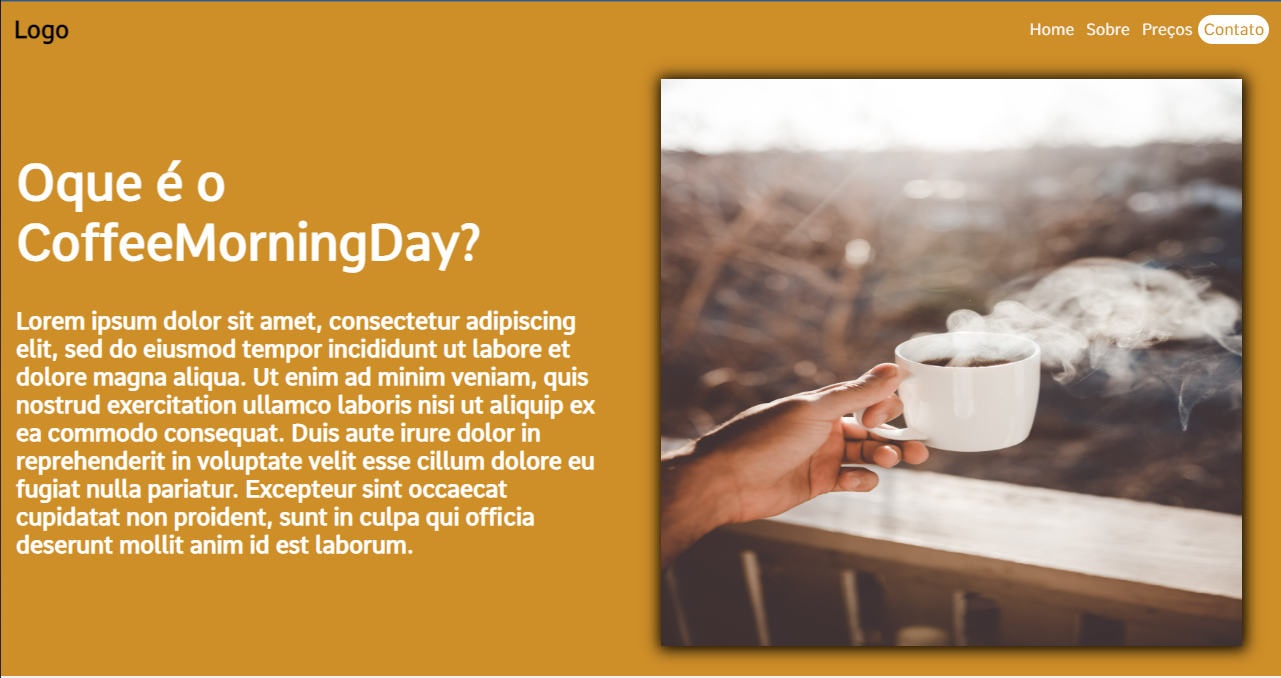 Logo
Home Sobre Preços Contato
Oque é o
CoffeeMorningDay?
Lorem ipsum dolor sit amet, consectetur adipiscing
elit, sed do eiusmod tempor incididunt ut labore et
dolore magna aliqua. Ut enim ad minim veniam, quis
nostrud exercitation ullamco laboris nisi ut aliquip ex
ea commodo consequat. Duis aute irure dolor in
reprehenderit in voluptate velit esse cillum dolore eu
fugiat nulla pariatur. Excepteur sint occaecat
cupidatat non proident, sunt in culpa qui officia
deserunt mollit anim id est laborum.